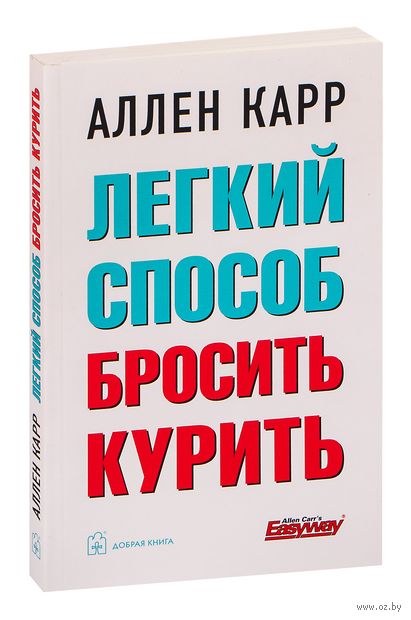 АЛЛЕН КАРР
ЛЕГКИЙ
СПОСОБ
БРОСИТЬ
КУРИТЬ
Allen Carr's
Easyway®
ДОБРАЯ КНИГА
АЛЛЕН КАРР ЛЕГКИЙ СПОСОБ БРОСИТЬ КУРИТЬ
www.oz.by